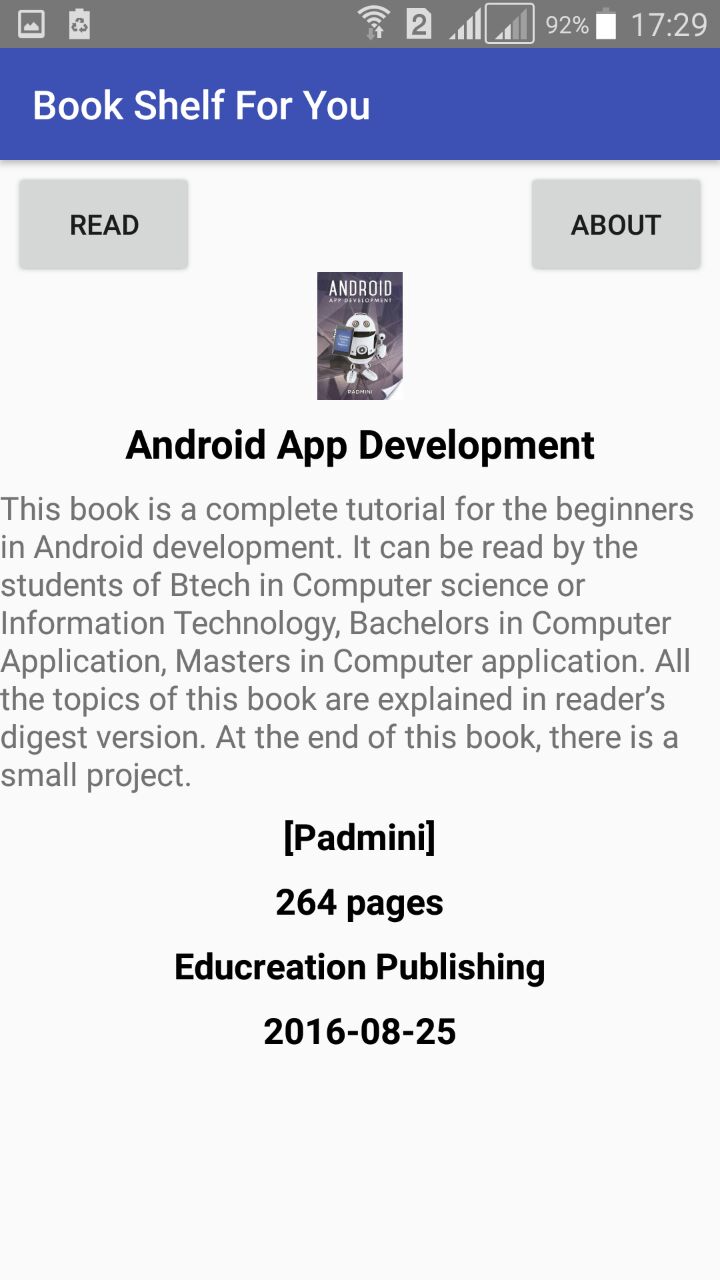 2 92% 17:29
Book Shelf For You
READ ABOUT
ANDROID
APP DEVELOPMENT
PADMINI
Android App Development
This book is a complete tutorial for the beginners
in Android development. It can be read by the
students of Btech in Computer science or
Information Technology, Bachelors in Computer
Application, Masters in Computer application. All
the topics of this book are explained in reader’s
digest version. At the end of this book, there is a
small project.
[Padmini]
264 pages
Educreation Publishing
2016-08-25